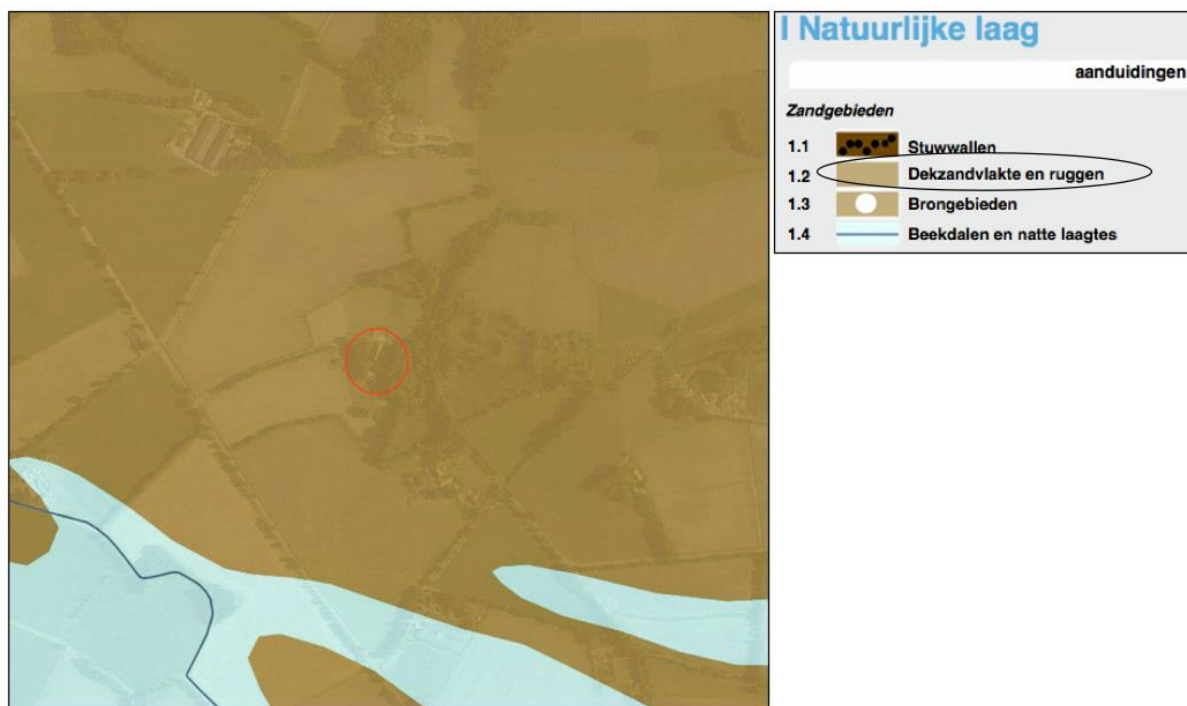 I Natuurlijke laag
aanduidingen
Zandgebieden
1.1 Stuwwallen
1.2 Dekzandvlakte en ruggen
1.3 Brongebieden
1.4 Beekdalen en natte laagtes